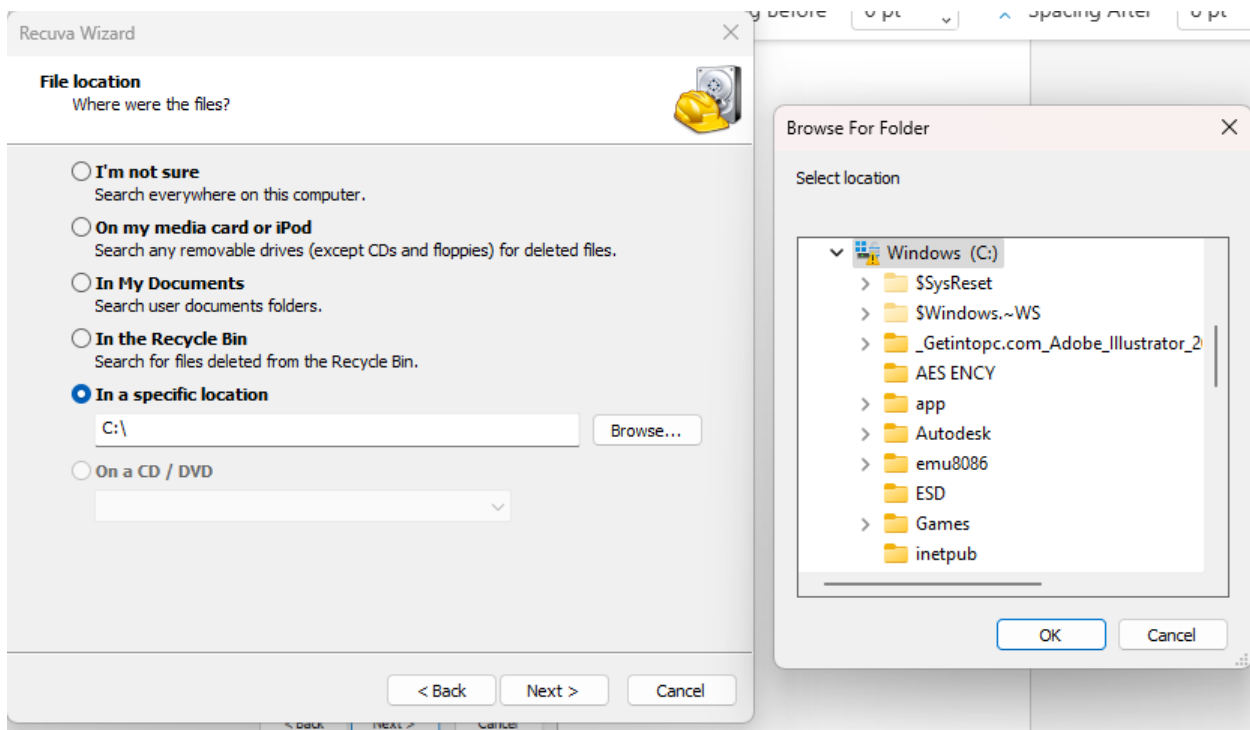 Spacing After
Recuva Wizard
File location
Where were the files?
I'm not sure
Search everywhere on this computer.
On my media card or iPod
Search any removable drives (except CDs and floppies) for deleted files.
In My Documents
Search user documents folders.
In the Recycle Bin
Search for files deleted from the Recycle Bin.
In a specific location
C:\
Browse...
On a CD / DVD
< Back
Next >
Cancel
Browse For Folder
Select location
Windows (C:)
$SysReset
$Windows.~WS
_Getintopc.com_Adobe_Illustrator_2
AES ENCY
app
Autodesk
emu8086
ESD
Games
inetpub
OK
Cancel
< Back
Next >
Cancel